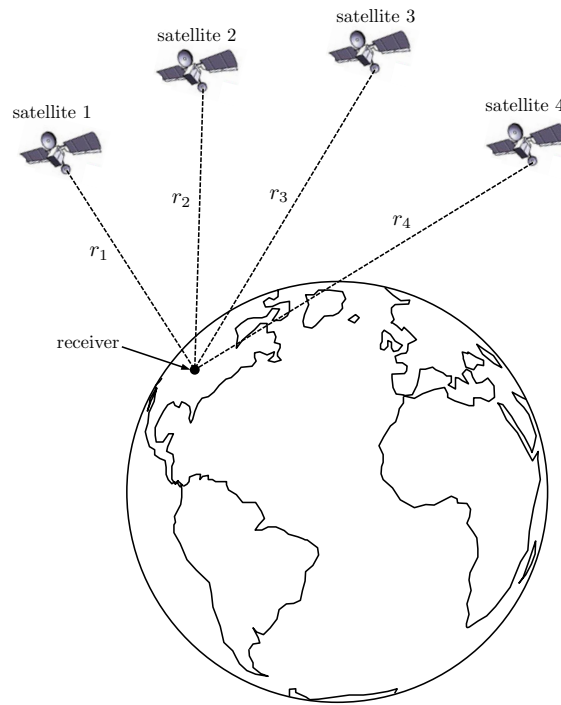 satellite 3
satellite 2
satellite 1
satellite 4
r₁
r₂
r₃
r₄
receiver